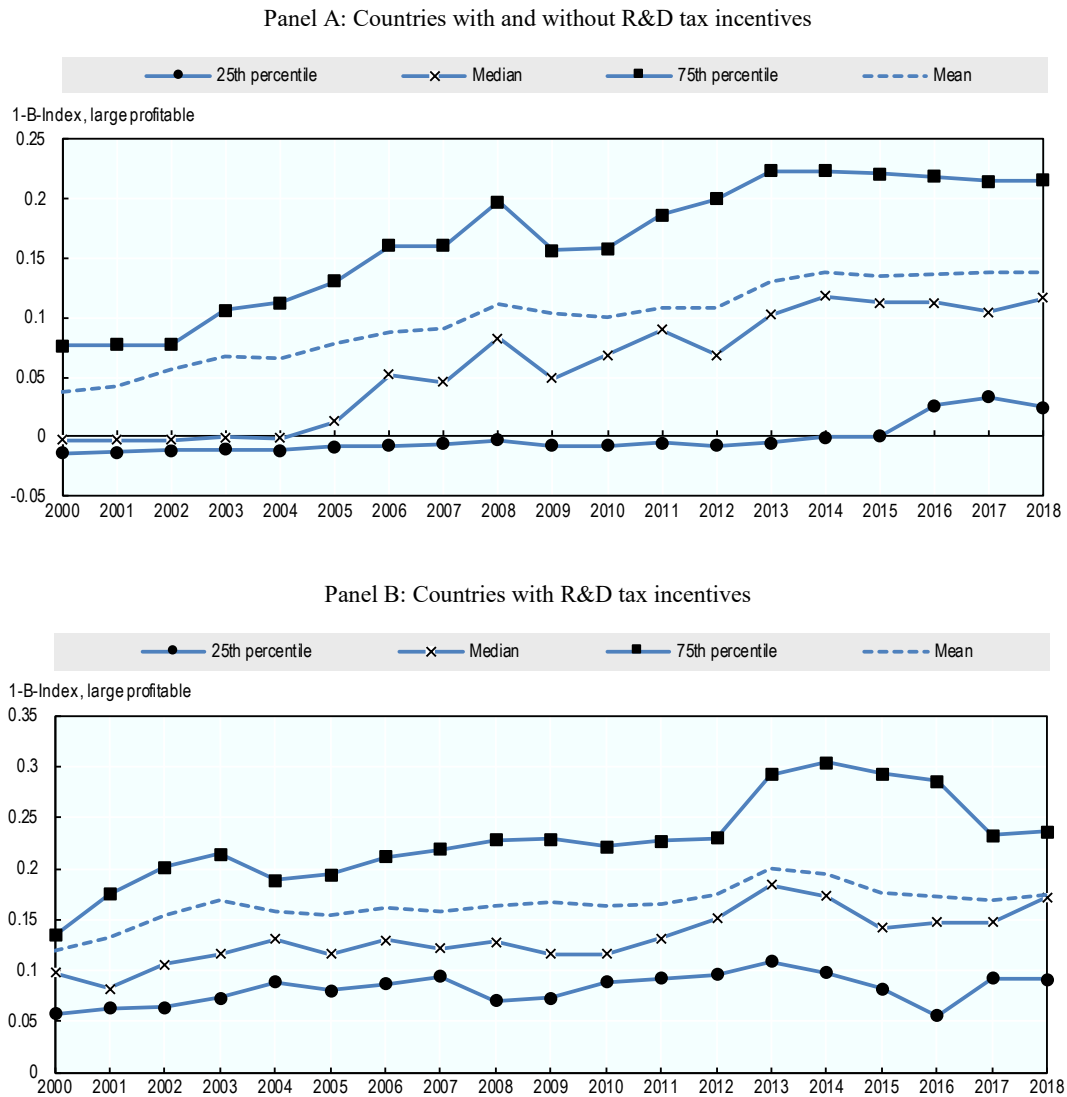 Panel A: Countries with and without R&D tax incentives
25th percentile Median 75th percentile Mean
1-B-Index, large profitable
0.25
0.2
0.15
0.1
0.05
0
-0.05
2000 2001 2002 2003 2004 2005 2006 2007 2008 2009 2010 2011 2012 2013 2014 2015 2016 2017 2018
Panel B: Countries with R&D tax incentives
25th percentile Median 75th percentile Mean
1-B-Index, large profitable
0.35
0.3
0.25
0.2
0.15
0.1
0.05
0
2000 2001 2002 2003 2004 2005 2006 2007 2008 2009 2010 2011 2012 2013 2014 2015 2016 2017 2018